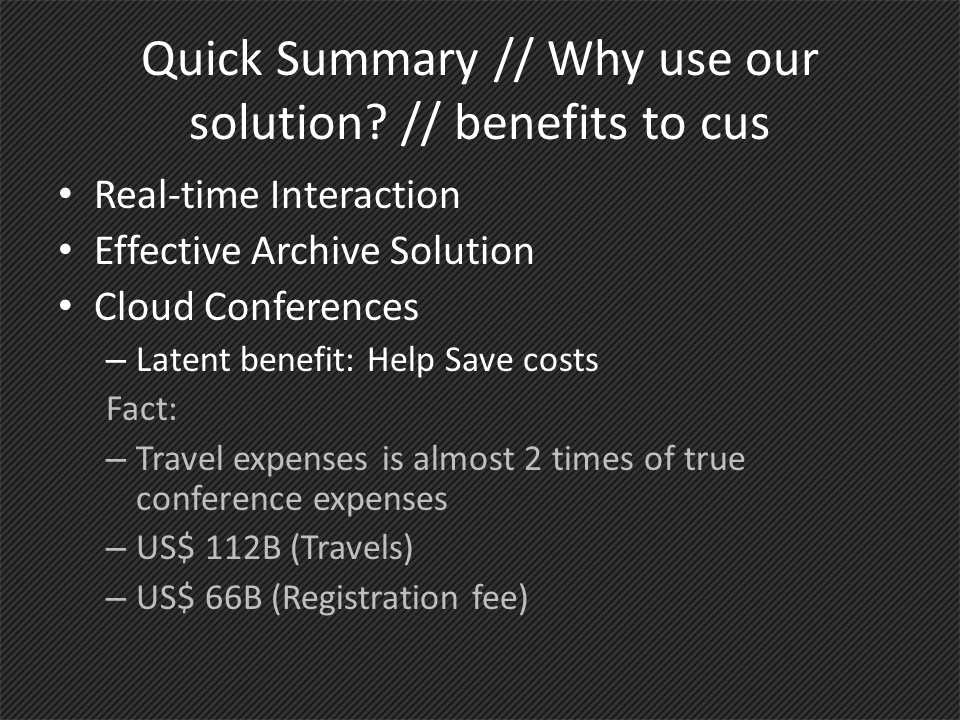 Quick Summary // Why use our
solution? // benefits to cus
• Real-time Interaction
• Effective Archive Solution
• Cloud Conferences
– Latent benefit: Help Save costs
Fact:
– Travel expenses is almost 2 times of true
conference expenses
– US$ 112B (Travels)
– US$ 66B (Registration fee)